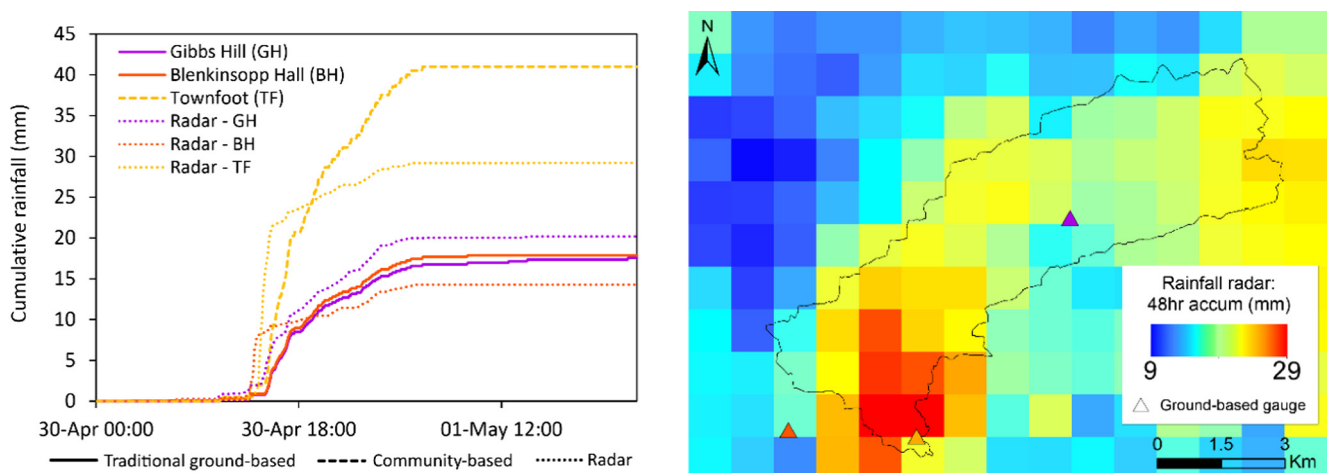 45
40
35
30
25
20
15
10
5
0
Cumulative rainfall (mm)
Gibbs Hill (GH)
Blenkinsopp Hall (BH)
Townfoot (TF)
Radar - GH
Radar - BH
Radar - TF
30-Apr 00:00
30-Apr 18:00
01-May 12:00
Traditional ground-based
Community-based
Radar
N
Rainfall radar:
48hr accum (mm)
9
29
Ground-based gauge
0
1.5
3
Km